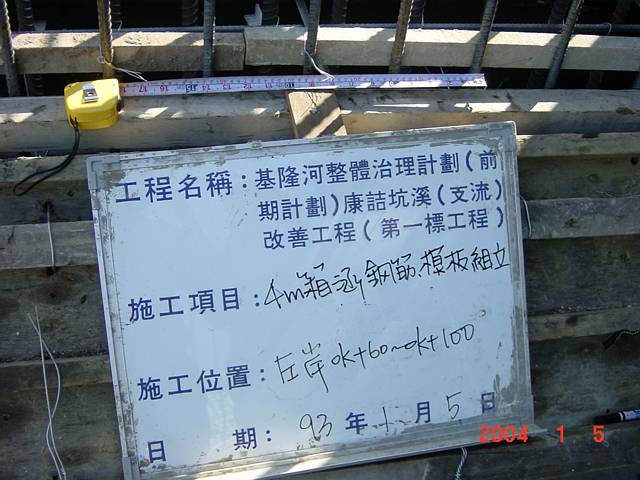 工程名稱：基隆河整體治理計劃（前
期計劃）康誥坑溪（支流）
改善工程（第一標工程）
施工項目：4m箱涵鋼筋模板組立
施工位置：左岸0k+60~0k+100
日期：93年1月5日
2004 1 5